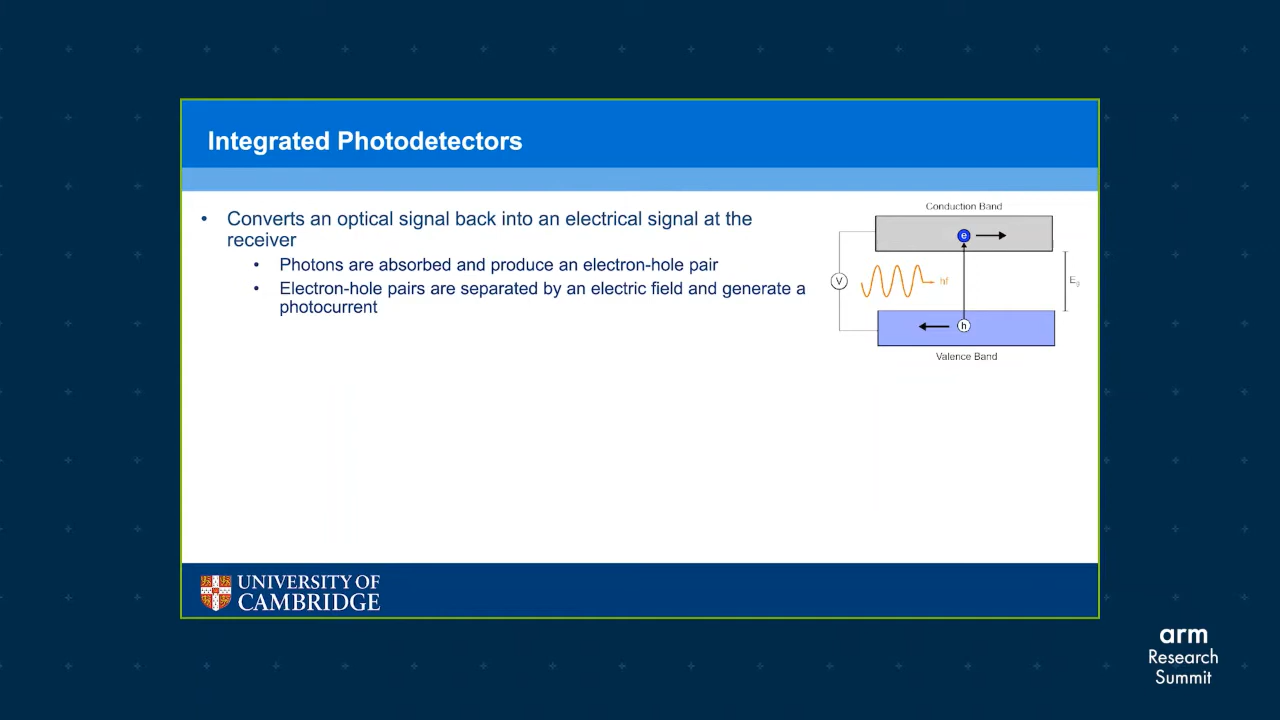 Integrated Photodetectors
• Converts an optical signal back into an electrical signal at the
receiver
• Photons are absorbed and produce an electron-hole pair
• Electron-hole pairs are separated by an electric field and generate a
photocurrent
Conduction Band
e
V
hf
Eg
h
Valence Band
UNIVERSITY OF
CAMBRIDGE
arm
Research
Summit